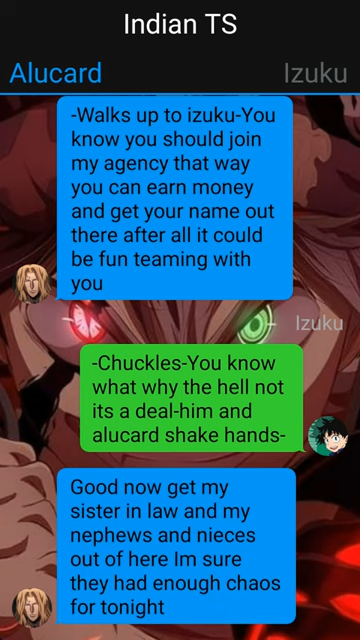 Indian TS
Alucard
Izuku
-Walks up to izuku-You
know you should join
my agency that way
you can earn money
and get your name out
there after all it could
be fun teaming with
you
Izuku
-Chuckles-You know
what why the hell not
its a deal-him and
alucard shake hands-
Good now get my
sister in law and my
nephews and nieces
out of here Im sure
they had enough chaos
for tonight